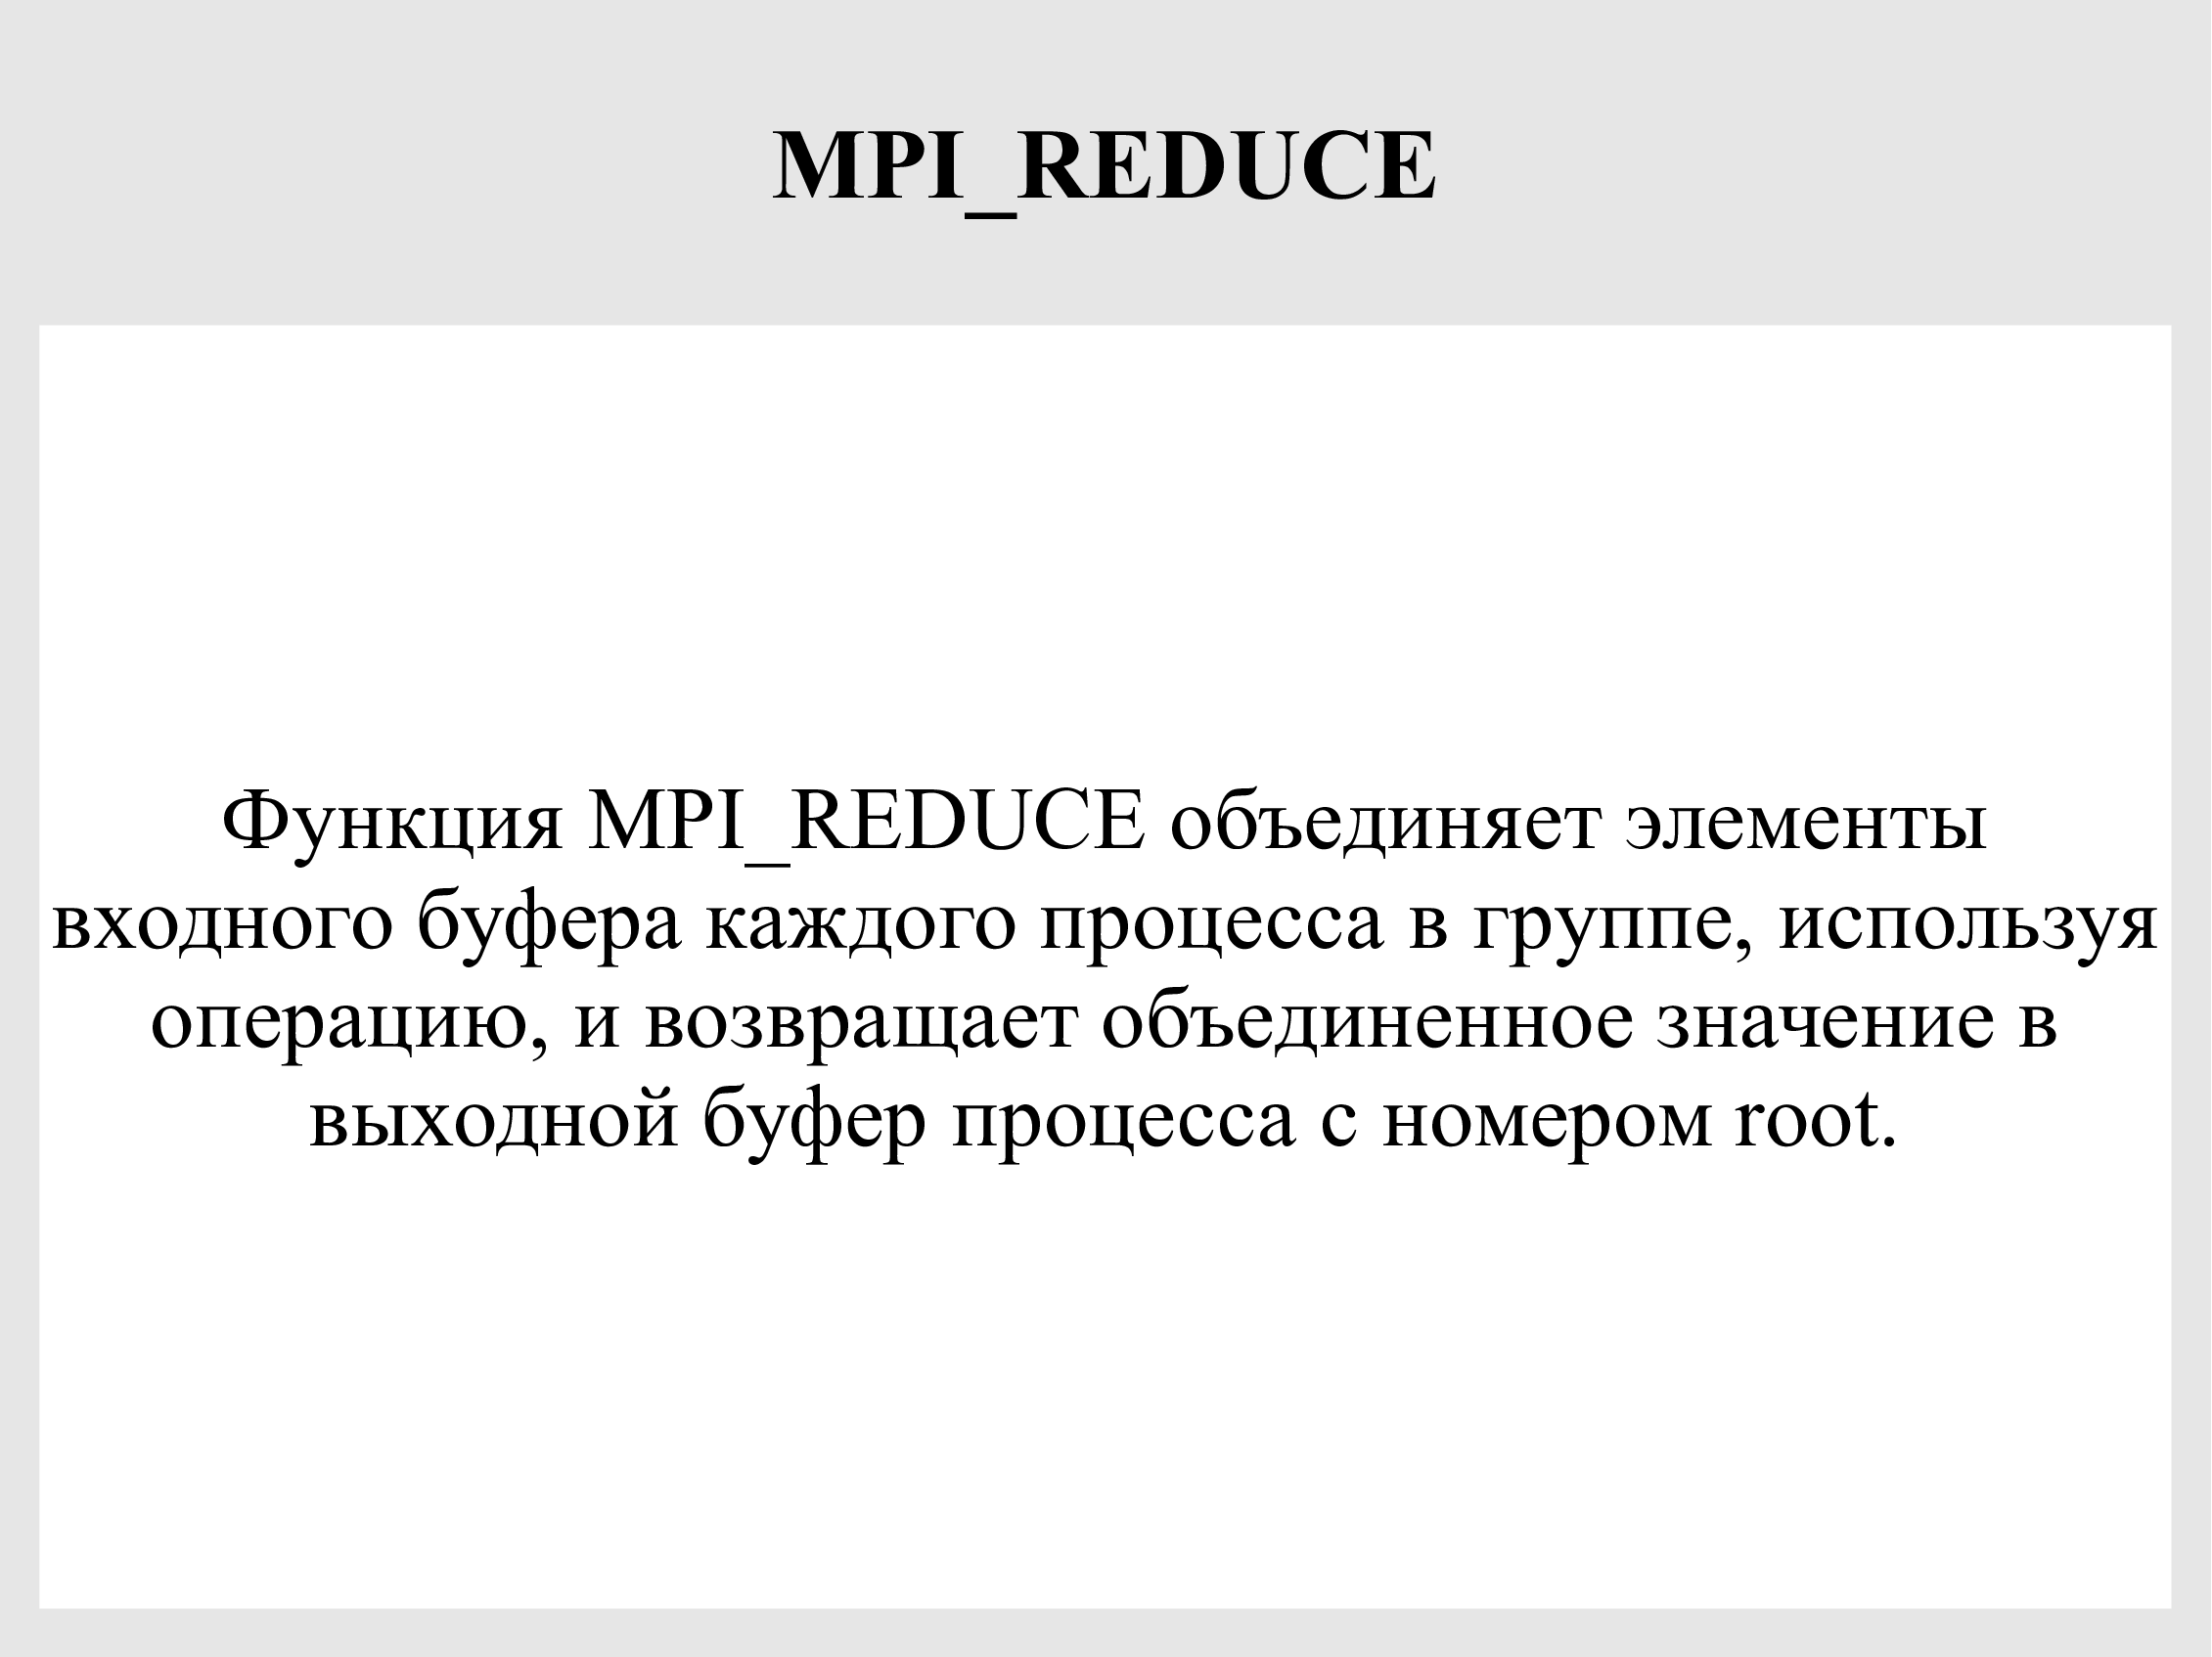 MPI_REDUCE
Функция MPI_REDUCE объединяет элементы
входного буфера каждого процесса в группе, используя
операцию, и возвращает объединенное значение в
выходной буфер процесса с номером root.